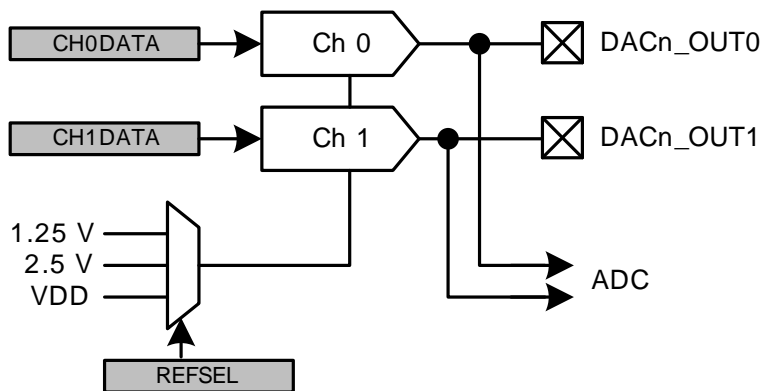 CH0DATA
Ch 0
DACn_OUT0
CH1DATA
Ch 1
DACn_OUT1
1.25 V
2.5 V
VDD
ADC
REFSEL